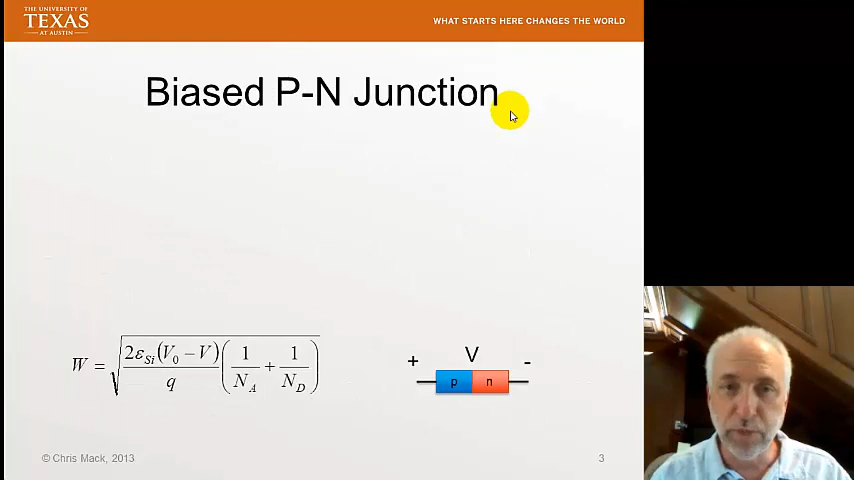 THE UNIVERSITY OF
TEXAS
AT AUSTIN
WHAT STARTS HERE CHANGES THE WORLD
Biased P-N Junction
W = √(2ε_Si(V_0 − V)/q (1/N_A + 1/N_D))
+ V -
p n
© Chris Mack, 2013
3